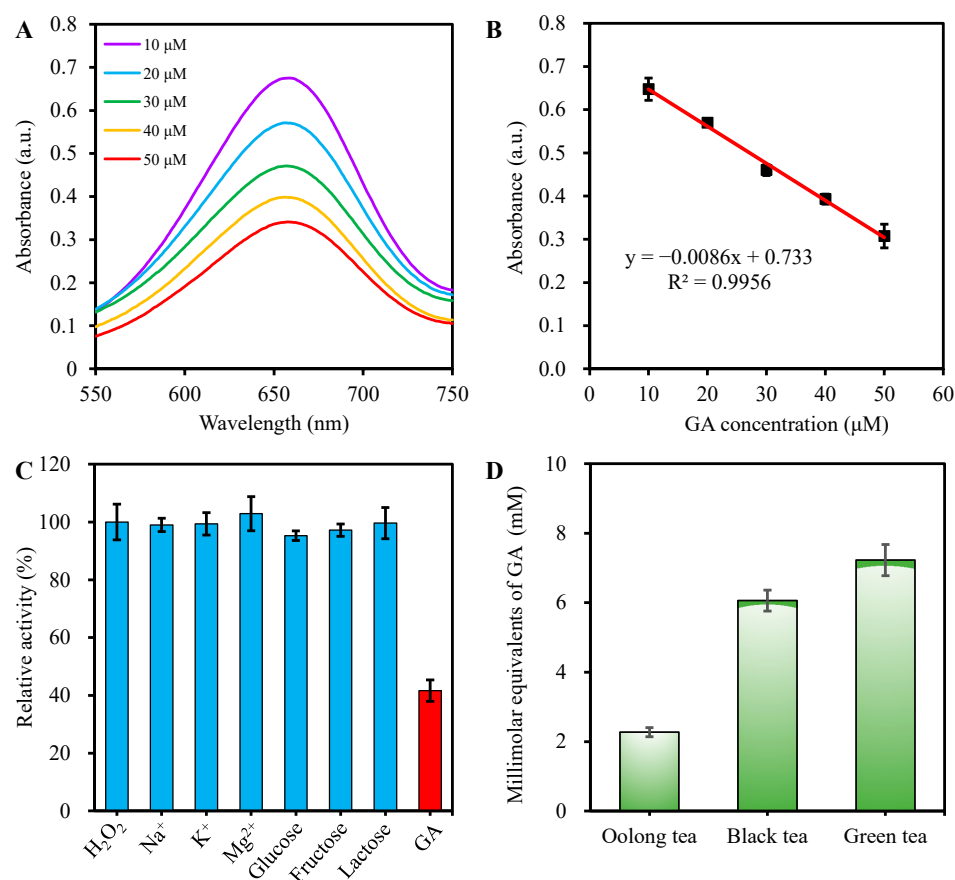 A
Absorbance (a.u.)
0.8
0.7
0.6
0.5
0.4
0.3
0.2
0.1
0
10 μM
20 μM
30 μM
40 μM
50 μM
550
600
650
700
750
Wavelength (nm)
B
Absorbance (a.u.)
0.8
0.7
0.6
0.5
0.4
0.3
0.2
0.1
0.0
y = −0.0086x + 0.733
R² = 0.9956
0
10
20
30
40
50
60
GA concentration (μM)
C
Relative activity (%)
120
100
80
60
40
20
0
H₂O₂
Na⁺
K⁺
Mg²⁺
Glucose
Fructose
Lactose
GA
D
Millimolar equivalents of GA (mM)
10
8
6
4
2
0
Oolong tea
Black tea
Green tea